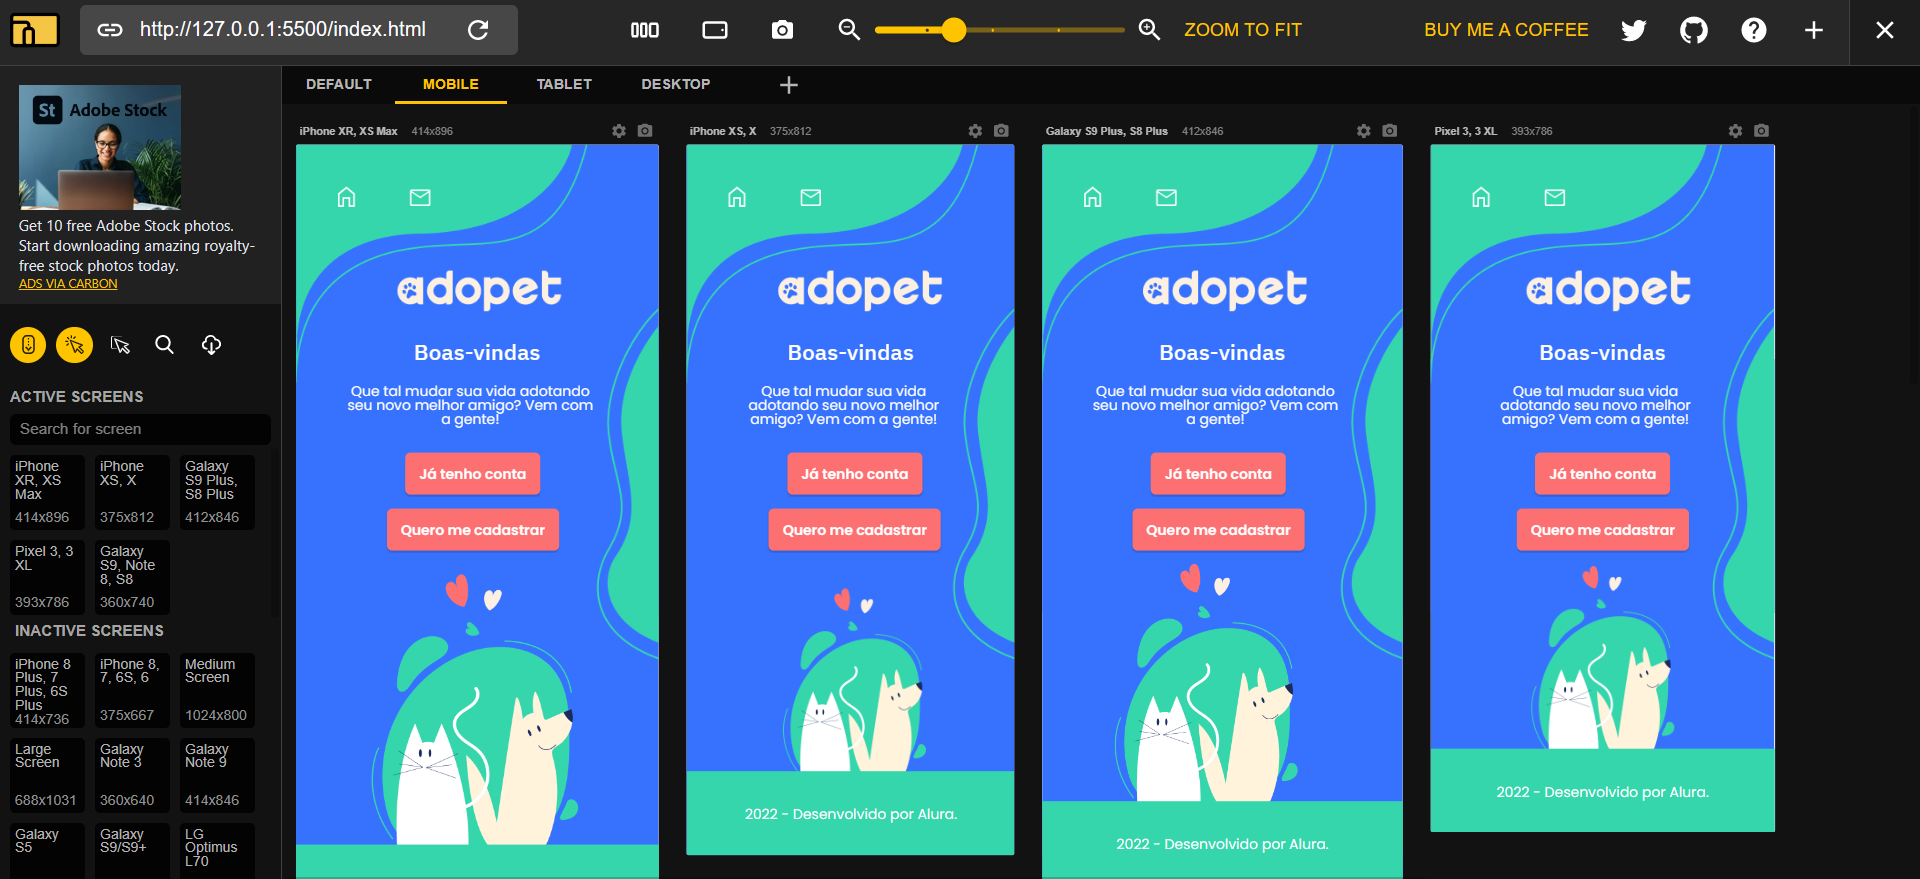 http://127.0.0.1:5500/index.html
ZOOM TO FIT
BUY ME A COFFEE
St Adobe Stock
Get 10 free Adobe Stock photos.
Start downloading amazing royalty-
free stock photos today.
ADS VIA CARBON
ACTIVE SCREENS
Search for screen
iPhone
XR, XS
Max
414x896
iPhone
XS, X
375x812
Galaxy
S9 Plus,
S8 Plus
412x846
Pixel 3, 3
XL
393x786
Galaxy
S9, Note
8, S8
360x740
INACTIVE SCREENS
iPhone 8
Plus, 7
Plus, 6S
Plus
414x736
iPhone 8,
7, 6S, 6
375x667
Medium
Screen
1024x800
Large
Screen
688x1031
Galaxy
Note 3
360x640
Galaxy
Note 9
414x846
Galaxy
S5
Galaxy
S9/S9+
LG
Optimus
L70
DEFAULT
MOBILE
TABLET
DESKTOP
iPhone XR, XS Max 414x896
adopet
Boas-vindas
Que tal mudar sua vida adotando
seu novo melhor amigo? Vem com
a gente!
Já tenho conta
Quero me cadastrar
iPhone XS, X 375x812
adopet
Boas-vindas
Que tal mudar sua vida
adotando seu novo melhor
amigo? Vem com a gente!
Já tenho conta
Quero me cadastrar
2022 - Desenvolvido por Alura.
Galaxy S9 Plus, S8 Plus 412x846
adopet
Boas-vindas
Que tal mudar sua vida adotando
seu novo melhor amigo? Vem com
a gente!
Já tenho conta
Quero me cadastrar
2022 - Desenvolvido por Alura.
Pixel 3, 3 XL 393x786
adopet
Boas-vindas
Que tal mudar sua vida
adotando seu novo melhor
amigo? Vem com a gente!
Já tenho conta
Quero me cadastrar
2022 - Desenvolvido por Alura.